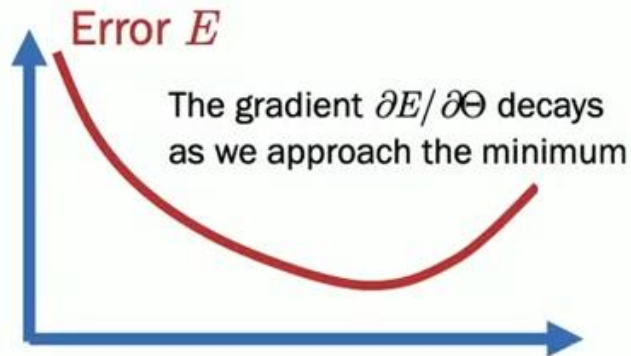 Error E
The gradient ∂E/∂Θ decays
as we approach the minimum